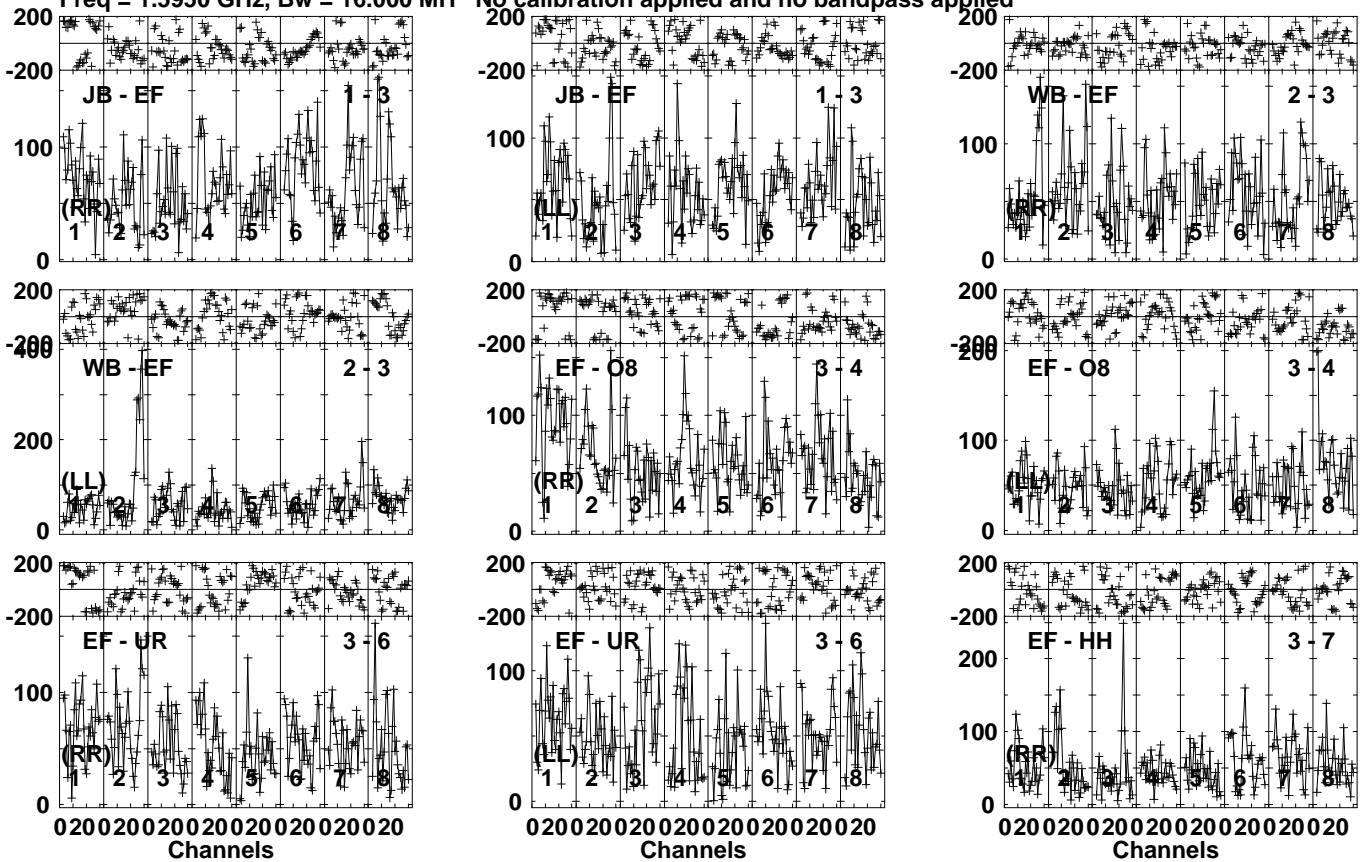 Freq = 1.5950 GHz, Bw = 16.000 MH No calibration applied and no bandpass applied
200 200 200
-200 -200 -200
JB - EF 1 - 3 JB - EF 1 - 3 WB - EF 2 - 3
100 100 100
(RR) (LL) (RR)
1 2 3 4 5 6 7 8 1 2 3 4 5 6 7 8 1 2 3 4 5 6 7 8
0 0 0
200 200 200
-200 -200 -200
400 200
WB - EF 2 - 3 EF - O8 3 - 4 EF - O8 3 - 4
200 100 100
(LL) (RR) (LL)
1 2 3 4 5 6 7 8 1 2 3 4 5 6 7 8 1 2 3 4 5 6 7 8
0 0 0
200 200 200
-200 -200 -200
EF - UR 3 - 6 EF - UR 3 - 6 EF - HH 3 - 7
200
100 100 100
(RR) (LL) (RR)
1 2 3 4 5 6 7 8 1 2 3 4 5 6 7 8 1 2 3 4 5 6 7 8
0 0 0
0 20 0 20 0 20 0 20 0 20 0 20 0 20 0 20 0 20 0 20 0 20 0 20 0 20 0 20 0 20 0 20 0 20 0 20 0 20 0 20 0 20 0 20 0 20 0 20
Channels Channels Channels